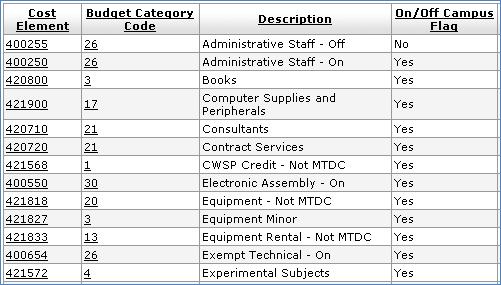 Cost Element Budget Category Code Description On/Off Campus Flag
400255 26 Administrative Staff - Off No
400250 26 Administrative Staff - On Yes
420800 3 Books Yes
421900 17 Computer Supplies and Peripherals Yes
420710 21 Consultants Yes
420720 21 Contract Services Yes
421568 1 CWSP Credit - Not MTDC Yes
400550 30 Electronic Assembly - On Yes
421818 20 Equipment - Not MTDC Yes
421827 3 Equipment Minor Yes
421833 13 Equipment Rental - Not MTDC Yes
400654 26 Exempt Technical - On Yes
421572 4 Experimental Subjects Yes